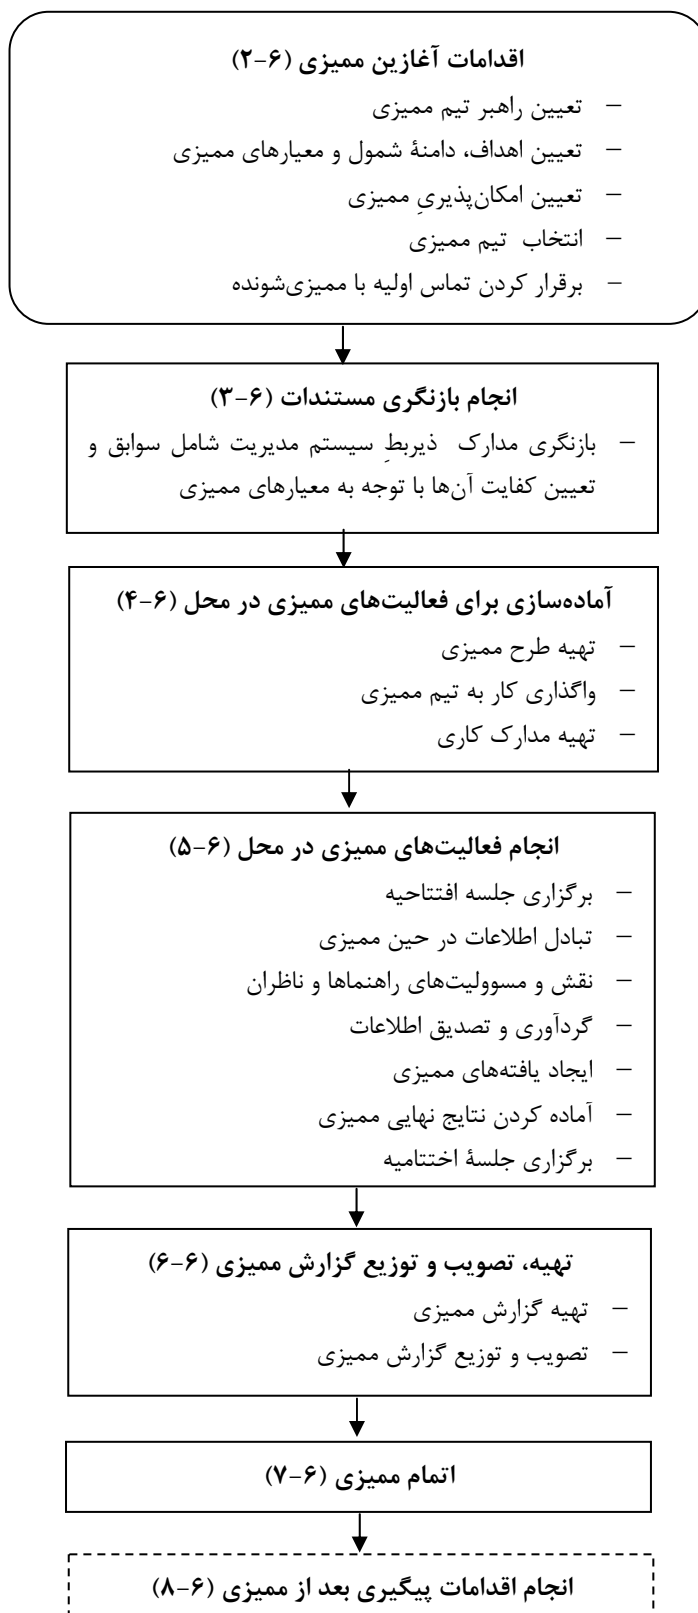 اقدامات آغازین ممیزی (۶-۲)
– تعیین راهبر تیم ممیزی
– تعیین اهداف، دامنۀ شمول و معیارهای ممیزی
– تعیین امکان‌پذیریِ ممیزی
– انتخاب تیم ممیزی
– برقرار کردن تماس اولیه با ممیزی‌شونده
انجام بازنگری مستندات (۶-۳)
– بازنگری مدارک ذیربطِ سیستم مدیریت شامل سوابق و
تعیین کفایت آن‌ها با توجه به معیارهای ممیزی
آماده‌سازی برای فعالیت‌های ممیزی در محل (۶-۴)
– تهیه طرح ممیزی
– واگذاری کار به تیم ممیزی
– تهیه مدارک کاری
انجام فعالیت‌های ممیزی در محل (۶-۵)
– برگزاری جلسه افتتاحیه
– تبادل اطلاعات در حین ممیزی
– نقش و مسوولیت‌های راهنماها و ناظران
– گردآوری و تصدیق اطلاعات
– ایجاد یافته‌های ممیزی
– آماده کردن نتایج نهایی ممیزی
– برگزاری جلسۀ اختتامیه
تهیه، تصویب و توزیع گزارش ممیزی (۶-۶)
– تهیه گزارش ممیزی
– تصویب و توزیع گزارش ممیزی
اتمام ممیزی (۶-۷)
انجام اقدامات پیگیری بعد از ممیزی (۶-۸)